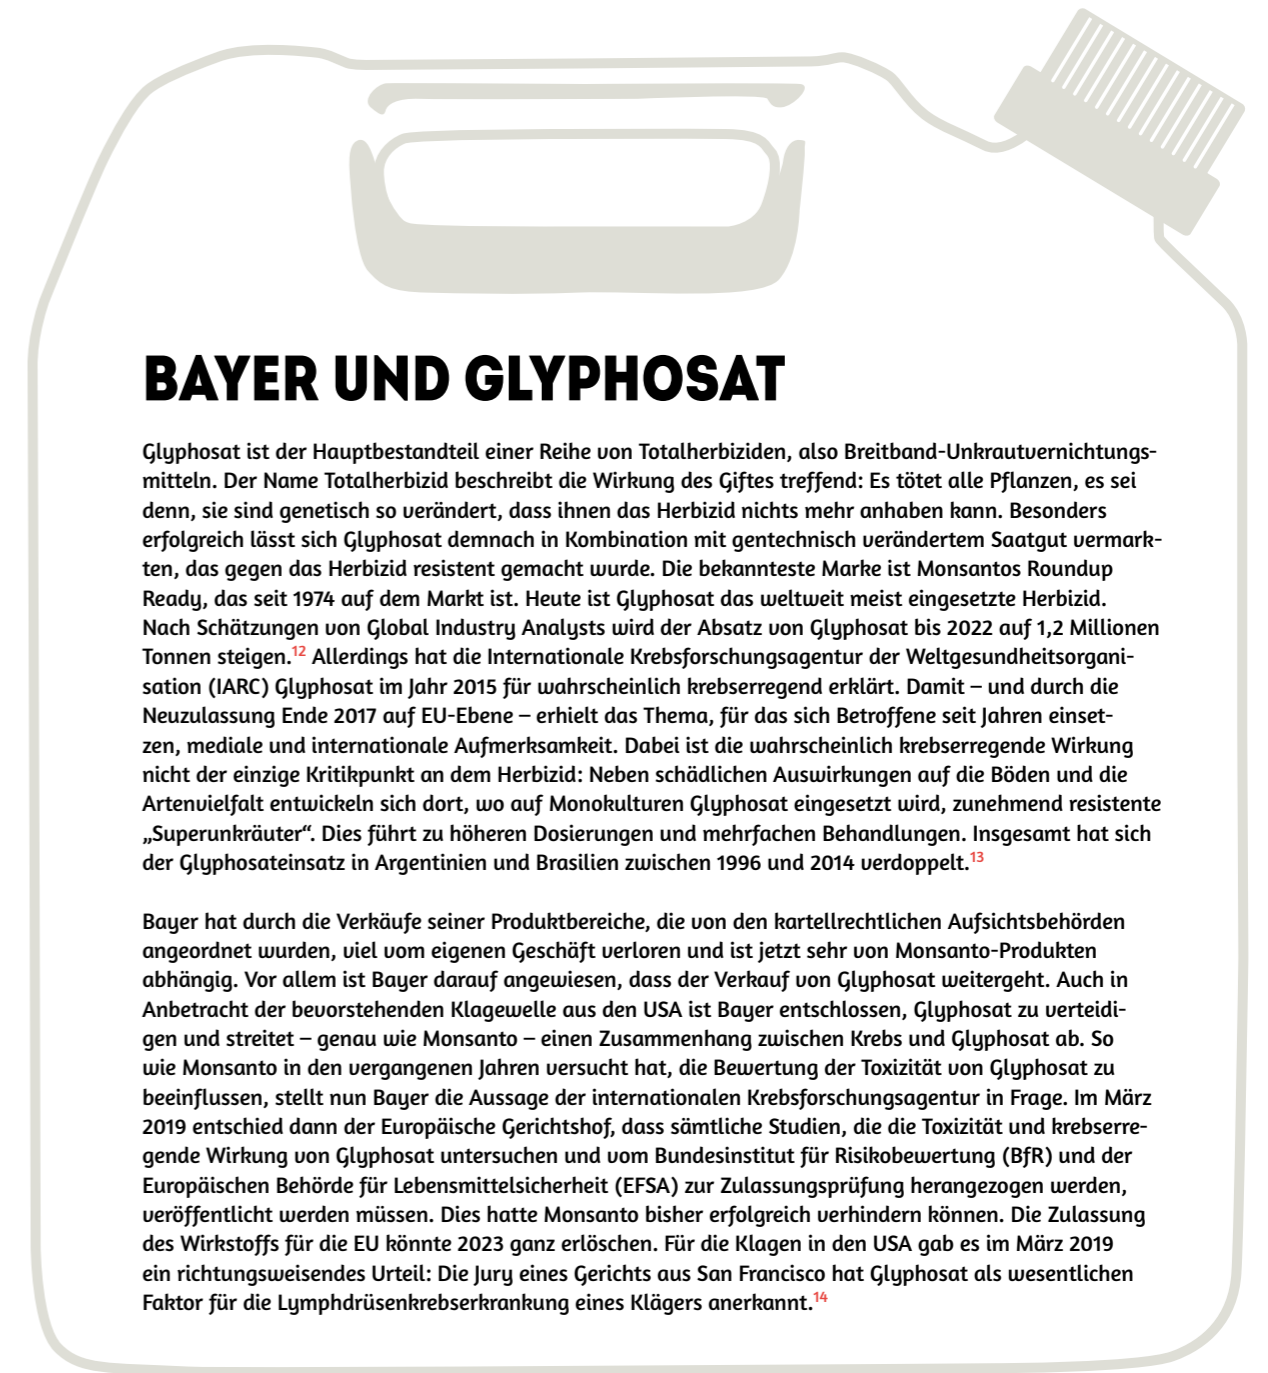 BAYER UND GLYPHOSAT
Glyphosat ist der Hauptbestandteil einer Reihe von Totalherbiziden, also Breitband-Unkrautvernichtungs-
mitteln. Der Name Totalherbizid beschreibt die Wirkung des Giftes treffend: Es tötet alle Pflanzen, es sei
denn, sie sind genetisch so verändert, dass ihnen das Herbizid nichts mehr anhaben kann. Besonders
erfolgreich lässt sich Glyphosat demnach in Kombination mit gentechnisch verändertem Saatgut vermark-
ten, das gegen das Herbizid resistent gemacht wurde. Die bekannteste Marke ist Monsantos Roundup
Ready, das seit 1974 auf dem Markt ist. Heute ist Glyphosat das weltweit meist eingesetzte Herbizid.
Nach Schätzungen von Global Industry Analysts wird der Absatz von Glyphosat bis 2022 auf 1,2 Millionen
Tonnen steigen.12 Allerdings hat die Internationale Krebsforschungsagentur der Weltgesundheitsorgani-
sation (IARC) Glyphosat im Jahr 2015 für wahrscheinlich krebserregend erklärt. Damit – und durch die
Neuzulassung Ende 2017 auf EU-Ebene – erhielt das Thema, für das sich Betroffene seit Jahren einset-
zen, mediale und internationale Aufmerksamkeit. Dabei ist die wahrscheinlich krebserregende Wirkung
nicht der einzige Kritikpunkt an dem Herbizid: Neben schädlichen Auswirkungen auf die Böden und die
Artenvielfalt entwickeln sich dort, wo auf Monokulturen Glyphosat eingesetzt wird, zunehmend resistente
„Superunkräuter“. Dies führt zu höheren Dosierungen und mehrfachen Behandlungen. Insgesamt hat sich
der Glyphosateinsatz in Argentinien und Brasilien zwischen 1996 und 2014 verdoppelt.13
Bayer hat durch die Verkäufe seiner Produktbereiche, die von den kartellrechtlichen Aufsichtsbehörden
angeordnet wurden, viel vom eigenen Geschäft verloren und ist jetzt sehr von Monsanto-Produkten
abhängig. Vor allem ist Bayer darauf angewiesen, dass der Verkauf von Glyphosat weitergeht. Auch in
Anbetracht der bevorstehenden Klagewelle aus den USA ist Bayer entschlossen, Glyphosat zu verteidi-
gen und streitet – genau wie Monsanto – einen Zusammenhang zwischen Krebs und Glyphosat ab. So
wie Monsanto in den vergangenen Jahren versucht hat, die Bewertung der Toxizität von Glyphosat zu
beeinflussen, stellt nun Bayer die Aussage der internationalen Krebsforschungsagentur in Frage. Im März
2019 entschied dann der Europäische Gerichtshof, dass sämtliche Studien, die die Toxizität und krebserre-
gende Wirkung von Glyphosat untersuchen und vom Bundesinstitut für Risikobewertung (BfR) und der
Europäischen Behörde für Lebensmittelsicherheit (EFSA) zur Zulassungsprüfung herangezogen werden,
veröffentlicht werden müssen. Dies hatte Monsanto bisher erfolgreich verhindern können. Die Zulassung
des Wirkstoffs für die EU könnte 2023 ganz erlöschen. Für die Klagen in den USA gab es im März 2019
ein richtungsweisendes Urteil: Die Jury eines Gerichts aus San Francisco hat Glyphosat als wesentlichen
Faktor für die Lymphdrüsenkrebserkrankung eines Klägers anerkannt.14